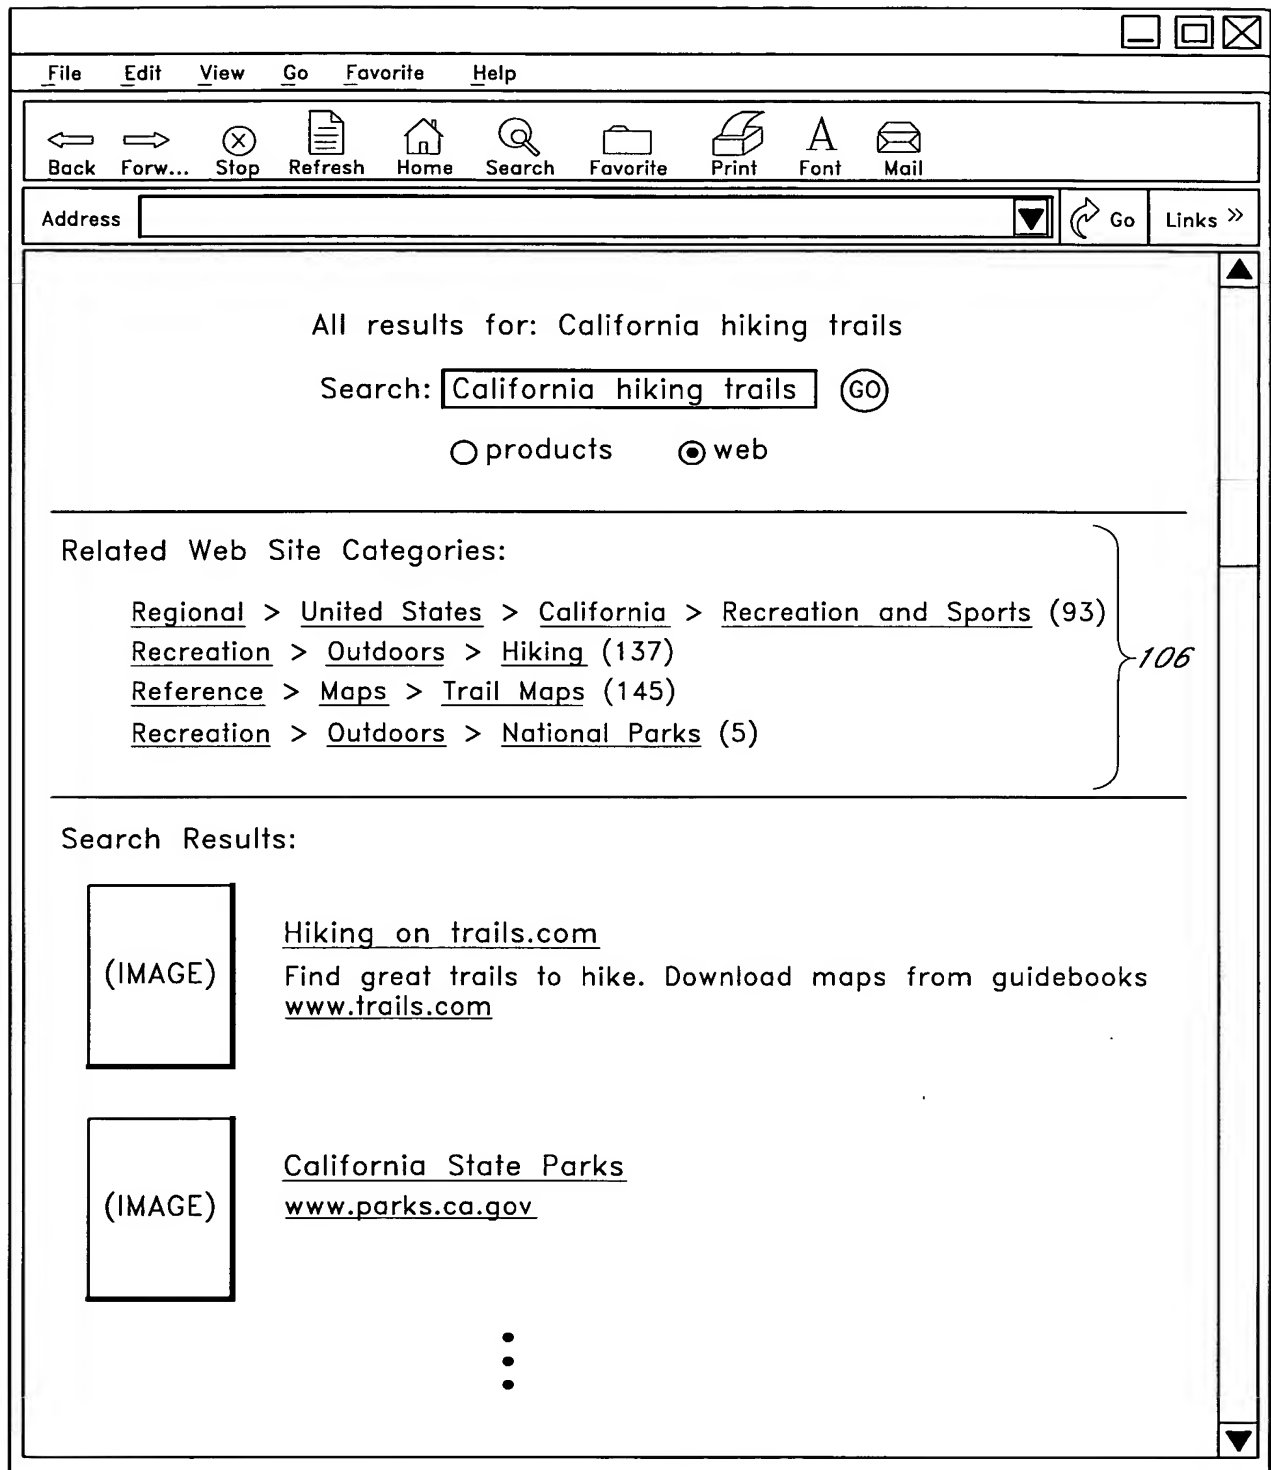 File Edit View Go Favorite Help
Back Forw... Stop Refresh Home Search Favorite Print Font Mail
Address Go Links »
All results for: California hiking trails
Search: California hiking trails GO
products web
Related Web Site Categories:
Regional > United States > California > Recreation and Sports (93)
Recreation > Outdoors > Hiking (137)
106
Reference > Maps > Trail Maps (145)
Recreation > Outdoors > National Parks (5)
Search Results:
(IMAGE)
Hiking on trails.com
Find great trails to hike. Download maps from guidebooks
www.trails.com
(IMAGE)
California State Parks
www.parks.ca.gov